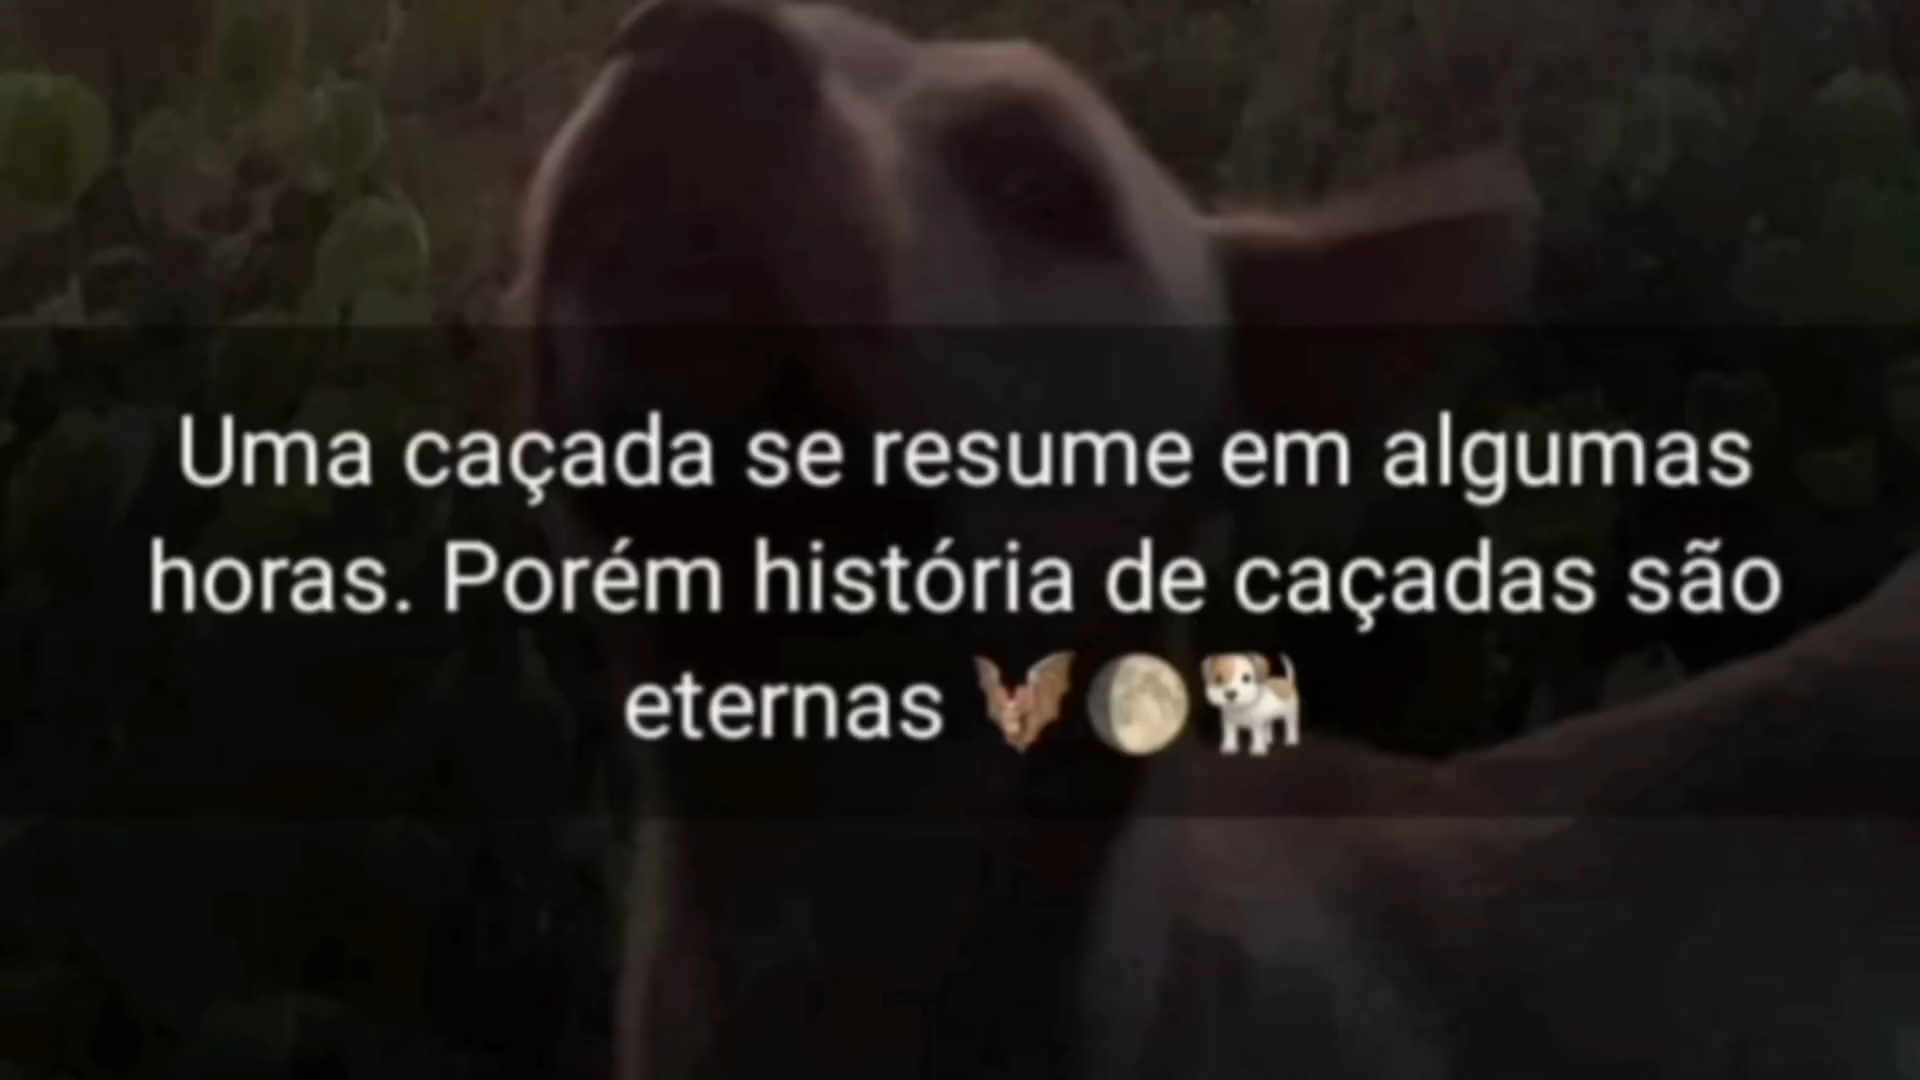 Uma caçada se resume em algumas
horas. Porém história de caçadas são
eternas 🦇🌔🐕